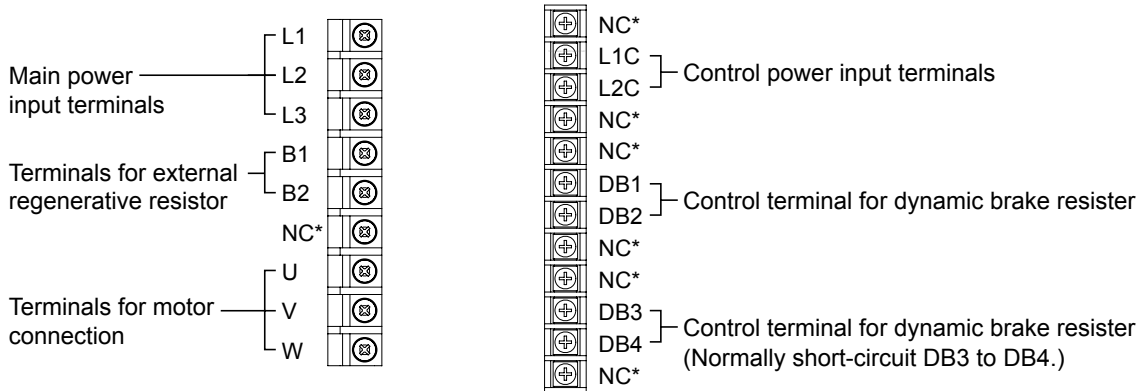 L1
Main power
L2
input terminals
L3
B1
Terminals for external
regenerative resistor
B2
NC*
U
Terminals for motor
V
connection
W
NC*
L1C
Control power input terminals
L2C
NC*
NC*
DB1
Control terminal for dynamic brake resister
DB2
NC*
NC*
DB3
Control terminal for dynamic brake resister
DB4
(Normally short-circuit DB3 to DB4.)
NC*